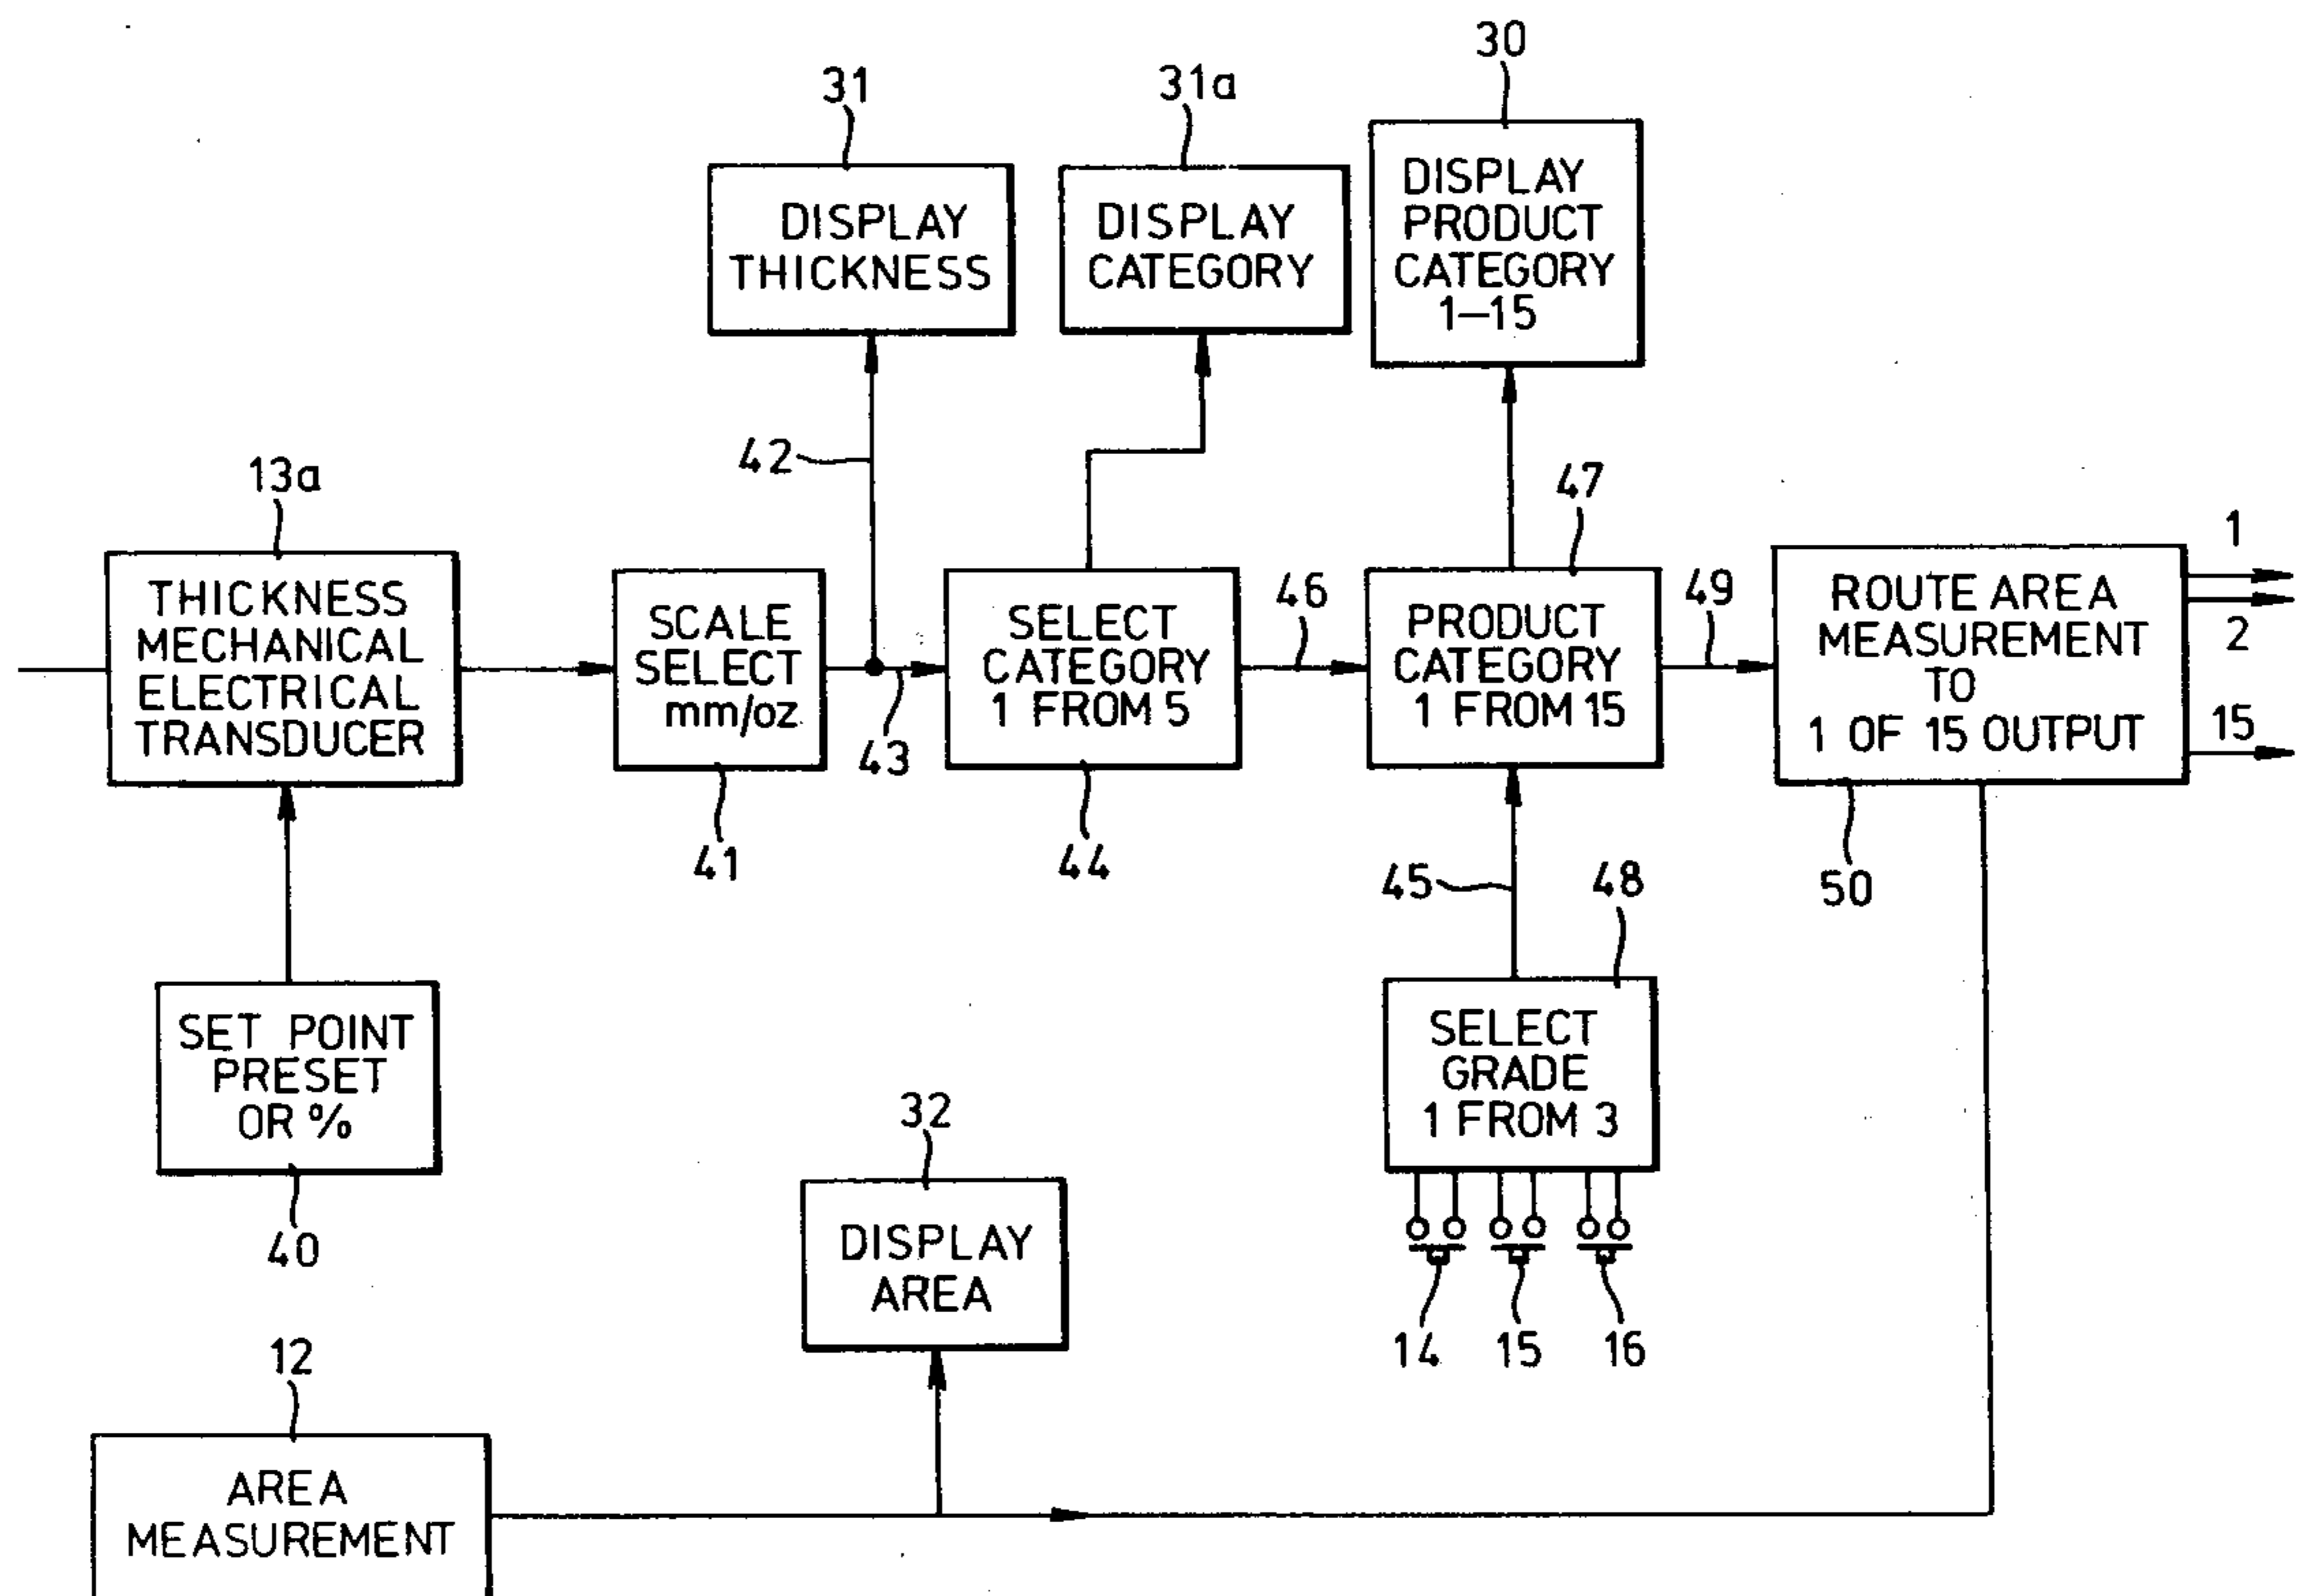 30
31
31a
DISPLAY
THICKNESS
DISPLAY
CATEGORY
DISPLAY
PRODUCT
CATEGORY
1–15
42
13a
47
THICKNESS
MECHANICAL
ELECTRICAL
TRANSDUCER
SCALE
SELECT
mm/oz
43
SELECT
CATEGORY
1 FROM 5
46
PRODUCT
CATEGORY
1 FROM 15
49
ROUTE AREA
MEASUREMENT
TO
1 OF 15 OUTPUT
1
2
15
41
44
45
48
50
SET POINT
PRESET
OR %
40
SELECT
GRADE
1 FROM 3
14
15
16
32
DISPLAY
AREA
12
AREA
MEASUREMENT